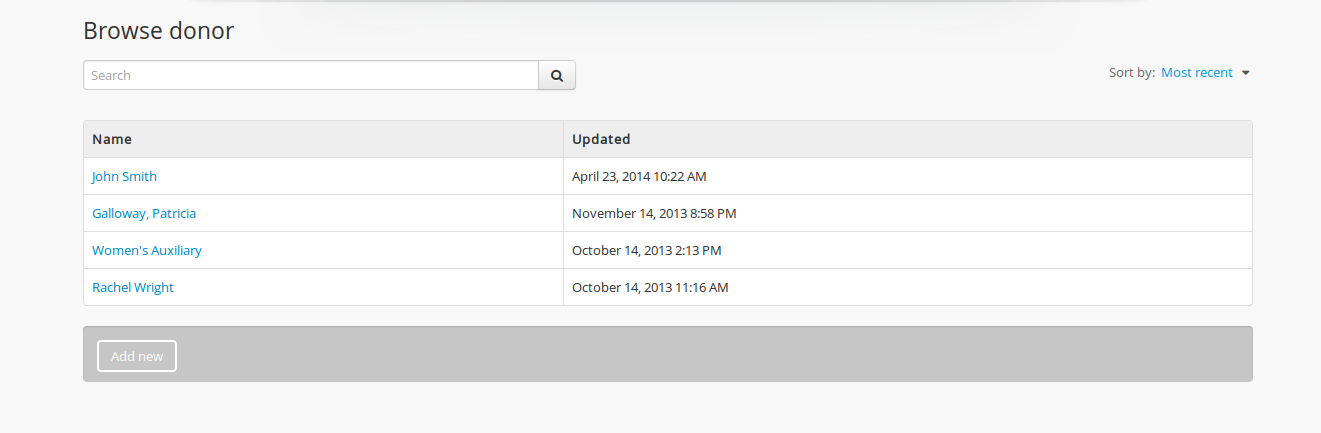 Browse donor
Search
Sort by: Most recent
Name Updated
John Smith April 23, 2014 10:22 AM
Galloway, Patricia November 14, 2013 8:58 PM
Women's Auxiliary October 14, 2013 2:13 PM
Rachel Wright October 14, 2013 11:16 AM
Add new